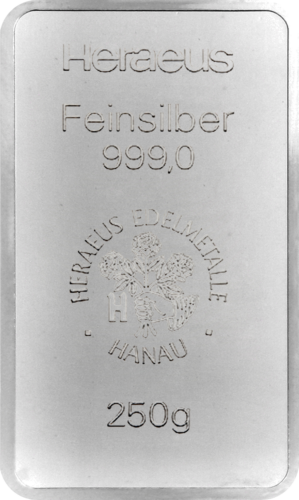 Heraeus
Feinsilber
999,0
HERAEUS EDELMETALLE
H
· HANAU ·
250g